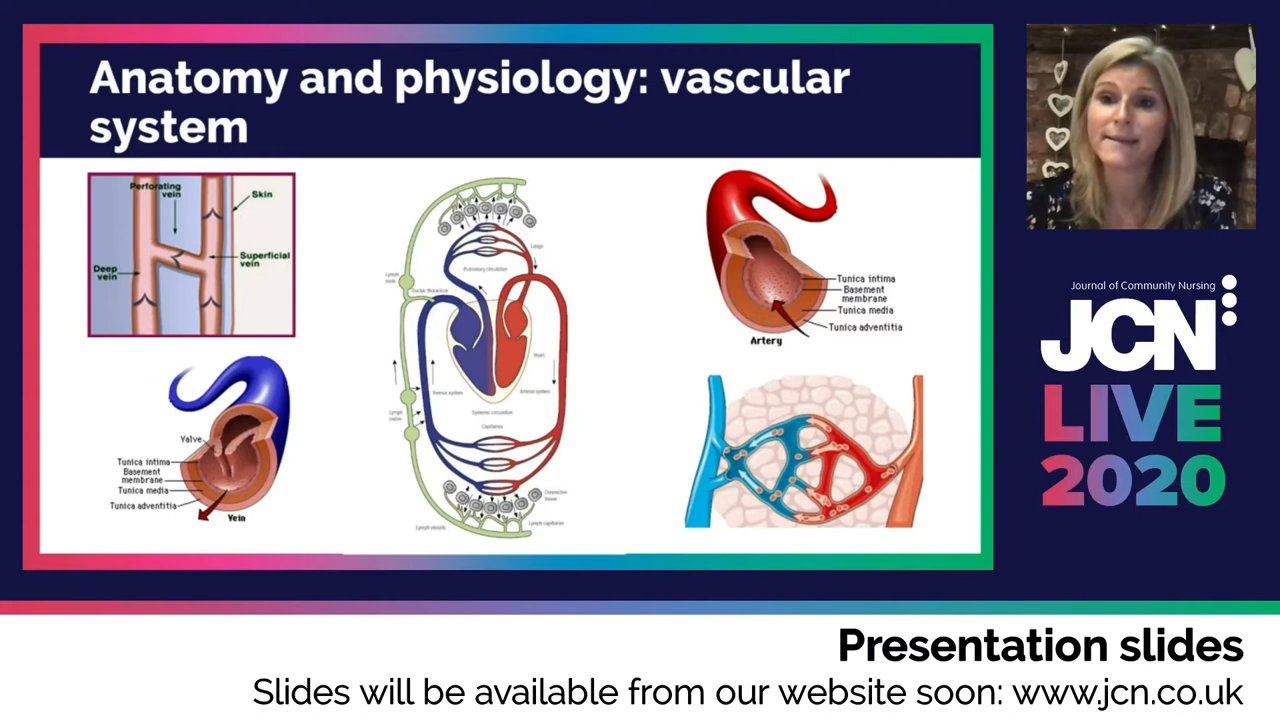 Anatomy and physiology: vascular
system
Perforating
vein
Skin
Superficial
vein
Deep
vein
Valve
Tunica intima
Basement
membrane
Tunica media
Tunica adventitia
Vein
Lungs
Pulmonary circulation
Lymph
node
Heart
Venous system
Arterial system
Systemic circulation
Capillaries
Connective
tissue
Lymph vessels
Lymph capillaries
Tunica intima
Basement
membrane
Tunica media
Tunica adventitia
Artery
Journal of Community Nursing
JCN
LIVE
2020
Presentation slides
Slides will be available from our website soon: www.jcn.co.uk